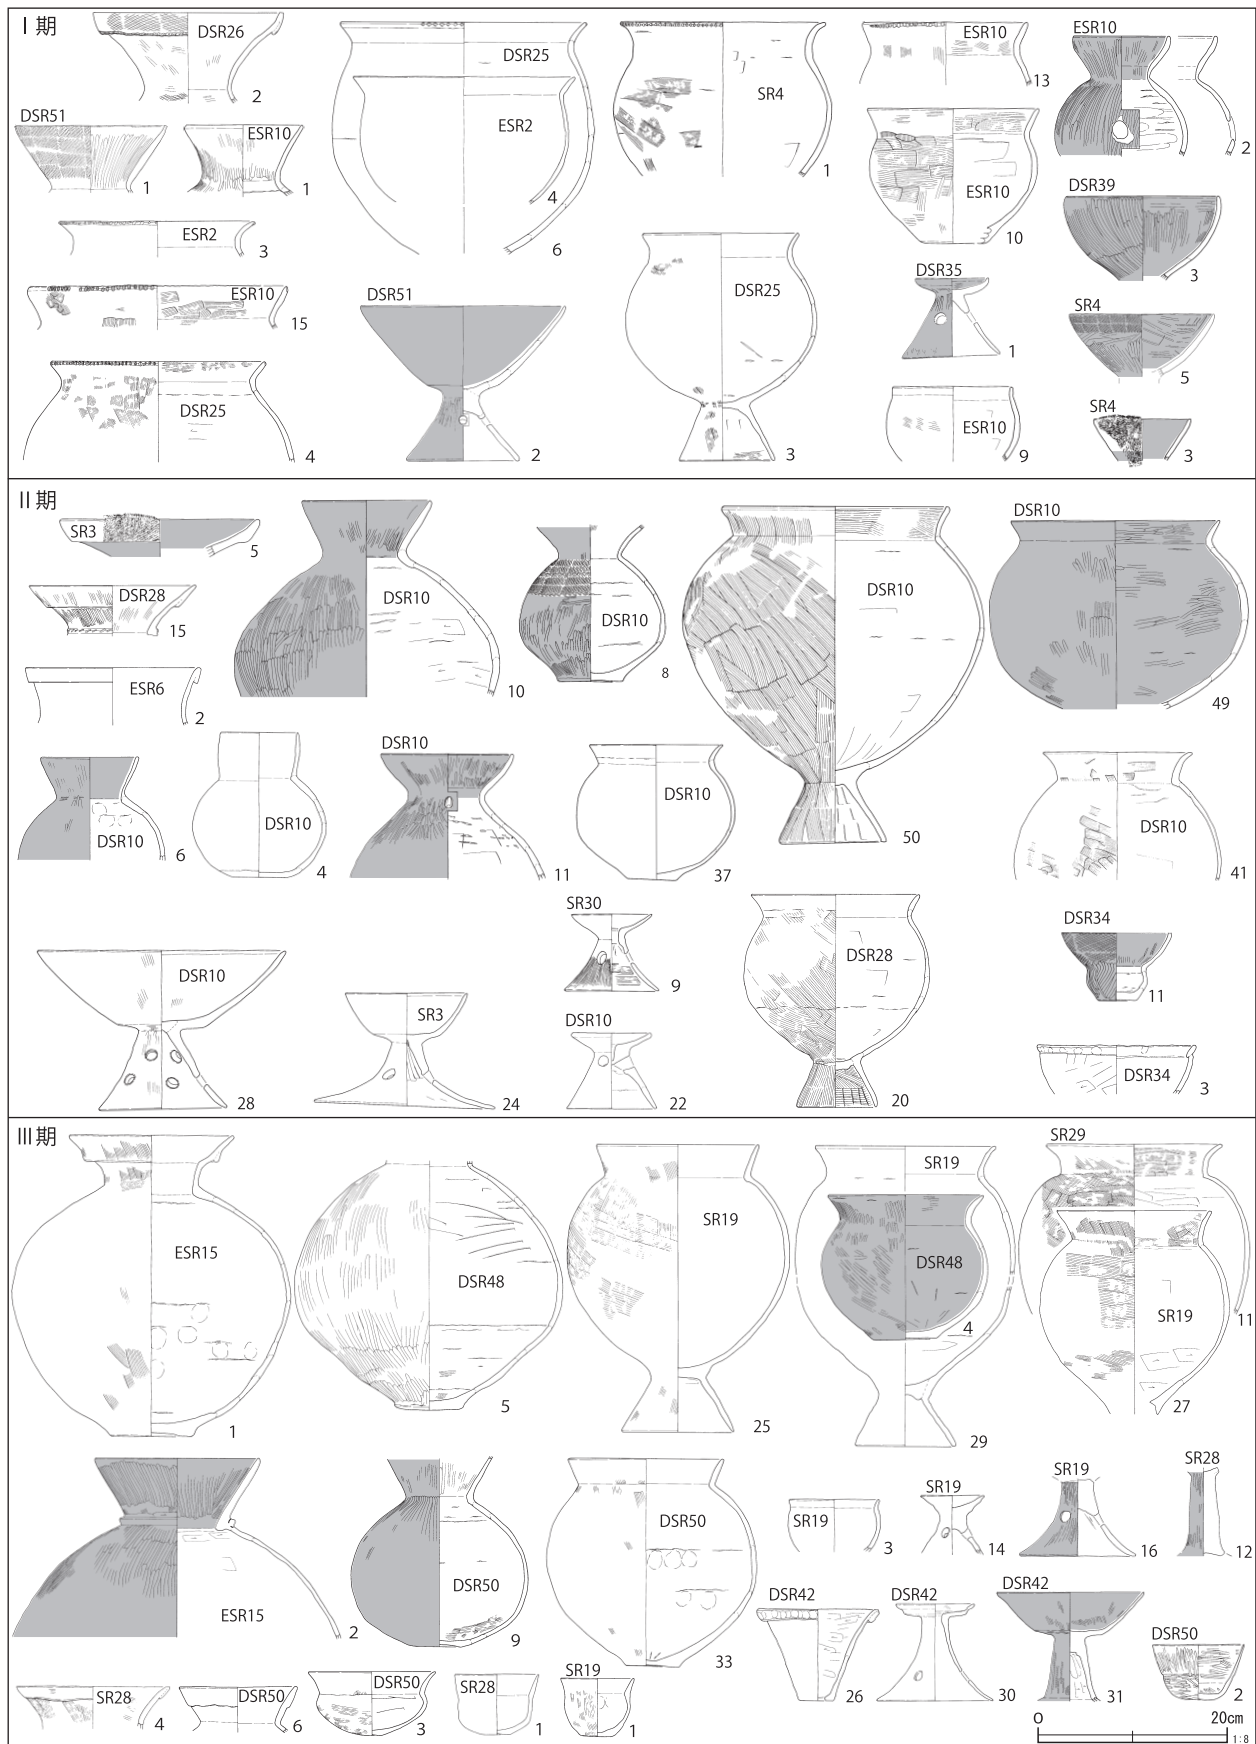 Ⅰ期
DSR26
2
DSR51
1
ESR10
1
ESR2
3
ESR10
15
DSR25
4
DSR25
6
ESR2
4
DSR51
2
SR4
1
DSR25
3
ESR10
13
ESR10
10
DSR35
1
ESR10
9
ESR10
2
DSR39
3
SR4
5
SR4
3
Ⅱ期
SR3
5
DSR28
15
ESR6
2
DSR10
10
DSR10
8
DSR10
50
DSR10
49
DSR10
6
DSR10
4
DSR10
11
DSR10
37
DSR10
41
DSR10
28
SR3
24
SR30
9
DSR10
22
DSR28
20
DSR34
11
DSR34
3
Ⅲ期
ESR15
1
DSR48
5
SR19
25
SR19
29
DSR48
4
SR29
11
SR19
27
ESR15
2
DSR50
9
DSR50
33
SR19
3
SR19
14
SR19
16
SR28
12
DSR42
26
DSR42
30
DSR42
31
DSR50
2
SR28
4
DSR50
6
DSR50
3
SR28
1
SR19
1
0 20cm
1:8